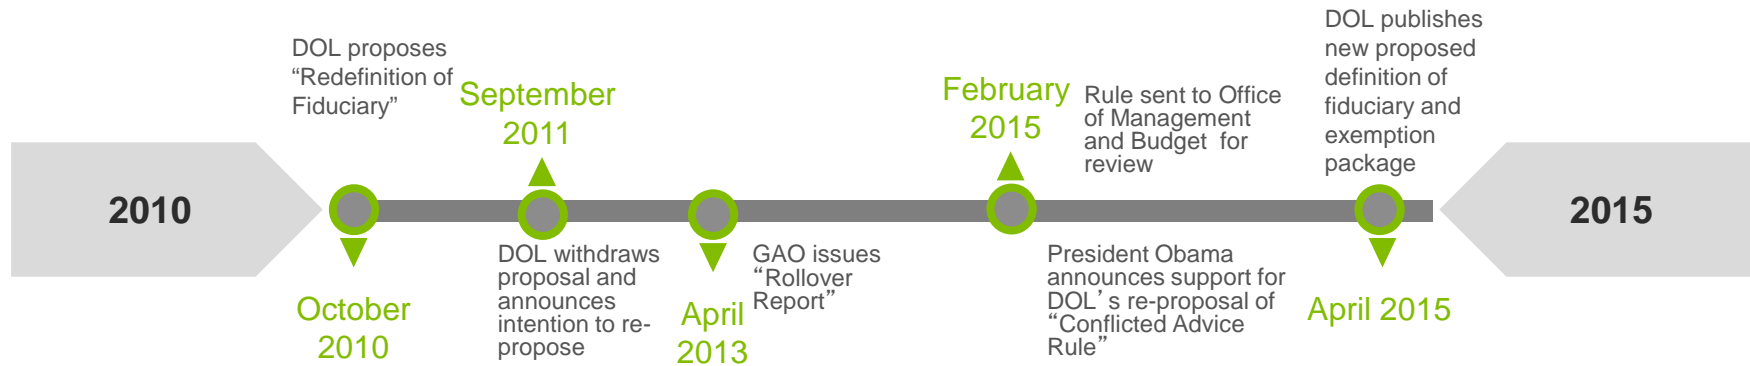 2010
DOL proposes
“Redefinition of
Fiduciary”
October
2010
September
2011
DOL withdraws
proposal and
announces
intention to re-
propose
April
2013
GAO issues
“Rollover
Report”
February
2015
Rule sent to Office
of Management
and Budget for
review
President Obama
announces support for
DOL’s re-proposal of
“Conflicted Advice
Rule”
DOL publishes
new proposed
definition of
fiduciary and
exemption
package
April 2015
2015